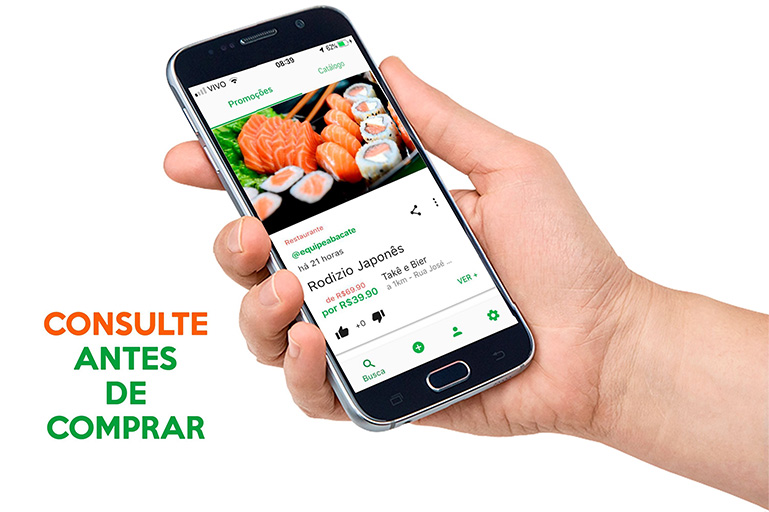 VIVO 08:39 62%
Promoções Catálogo
Restaurante
@equipeabacate
há 21 horas
Rodizio Japonês
de R$69.90 Takê e Bier
por R$39.90 a 1km - Rua José ...
VER +
+0
Busca
CONSULTE
ANTES
DE
COMPRAR